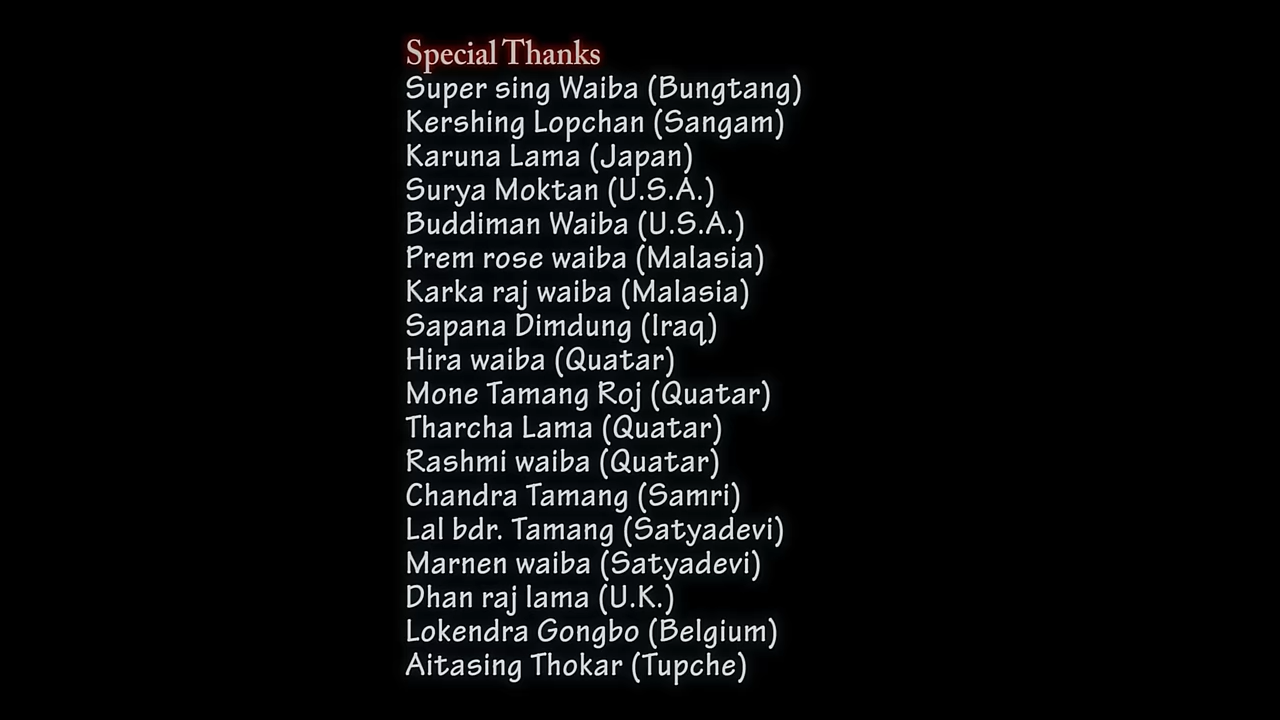 Special Thanks
Super sing Waiba (Bungtang)
Kershing Lopchan (Sangam)
Karuna Lama (Japan)
Surya Moktan (U.S.A.)
Buddiman Waiba (U.S.A.)
Prem rose waiba (Malasia)
Karka raj waiba (Malasia)
Sapana Dimdung (Iraq)
Hira waiba (Quatar)
Mone Tamang Roj (Quatar)
Tharcha Lama (Quatar)
Rashmi waiba (Quatar)
Chandra Tamang (Samri)
Lal bdr. Tamang (Satyadevi)
Marnen waiba (Satyadevi)
Dhan raj lama (U.K.)
Lokendra Gongbo (Belgium)
Aitasing Thokar (Tupche)